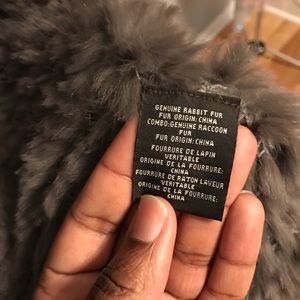 GENUINE RABBIT FUR
FUR ORIGIN: CHINA
COMBO:GENUINE RACCOON
FUR
FUR ORIGIN:CHINA
FOURRURE DE LAPIN
VERITABLE
ORIGINE DE LA FOURRURE:
CHINA
FOURRURE DE RATON LAVEUR
VERITABLE
ORIGINE DE LA FOURRURE:
CHINA